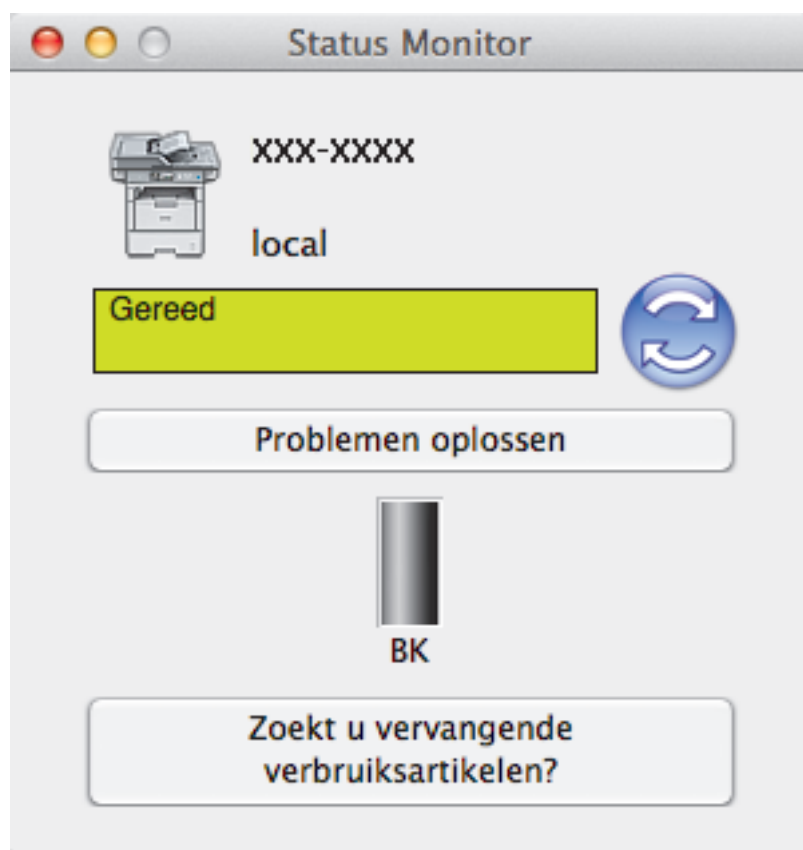 Status Monitor
XXX-XXXX
local
Gereed
Problemen oplossen
BK
Zoekt u vervangende
verbruiksartikelen?